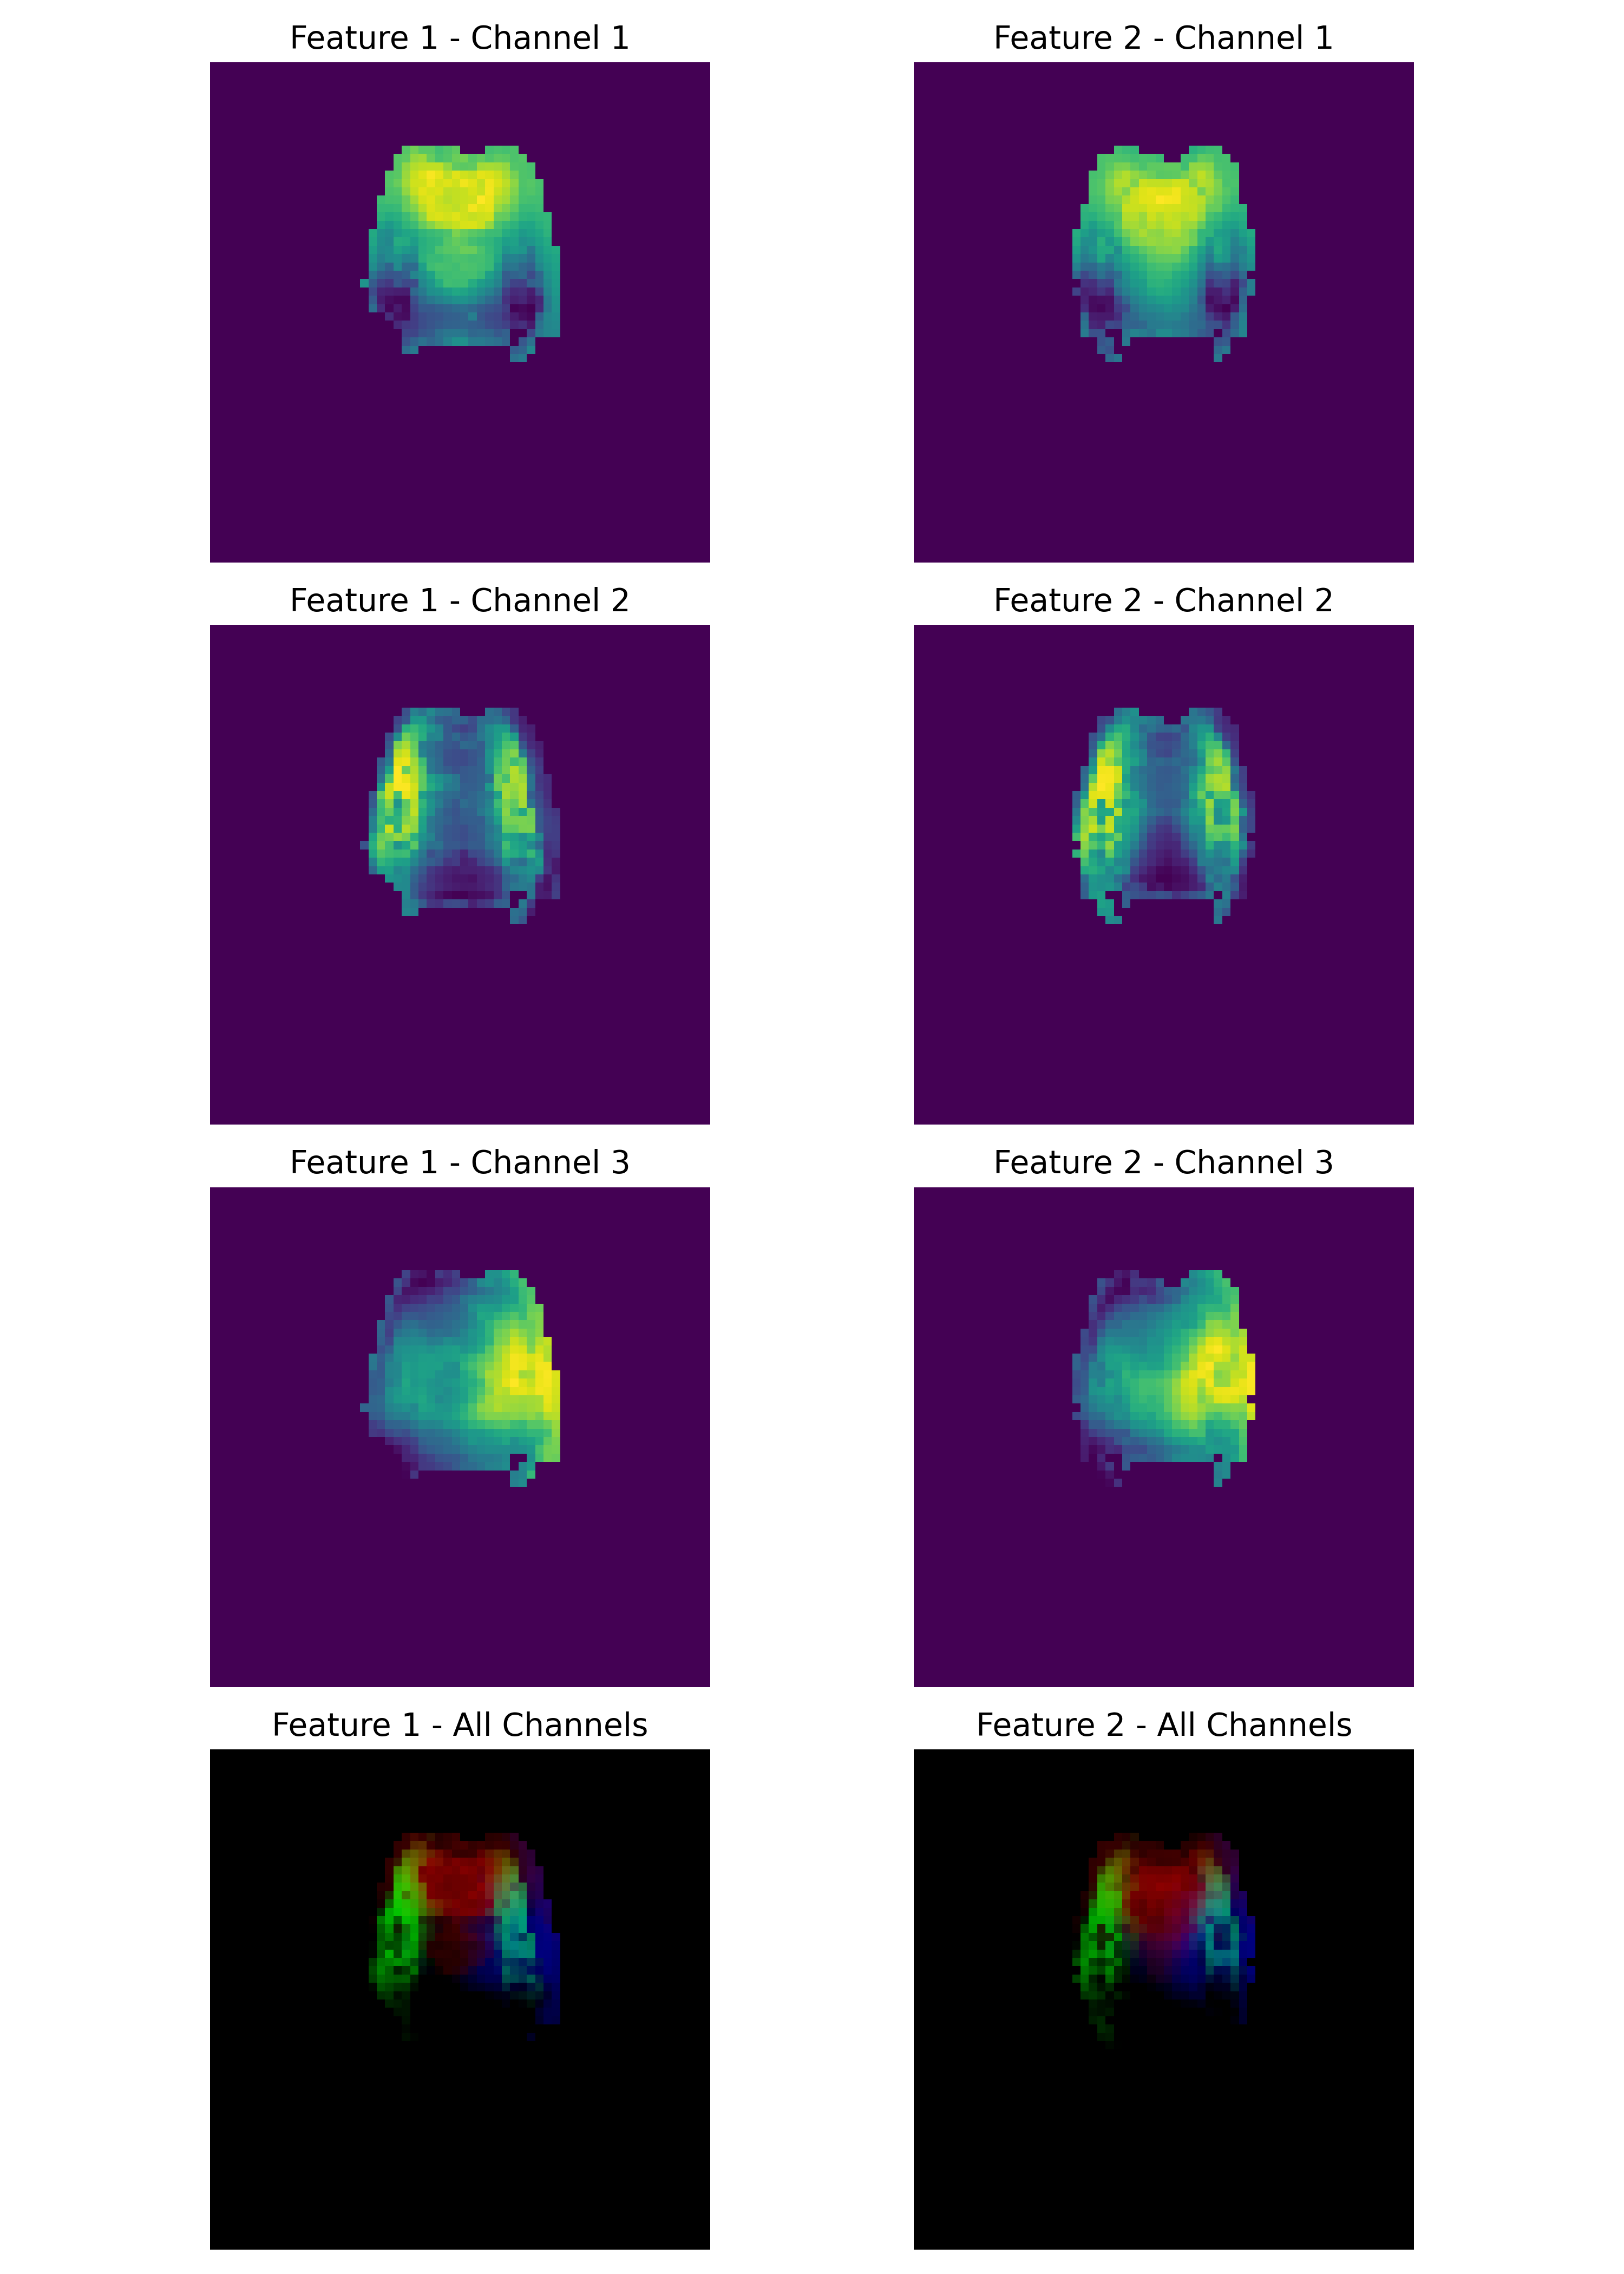 Feature 1 - Channel 1
Feature 2 - Channel 1
Feature 1 - Channel 2
Feature 2 - Channel 2
Feature 1 - Channel 3
Feature 2 - Channel 3
Feature 1 - All Channels
Feature 2 - All Channels